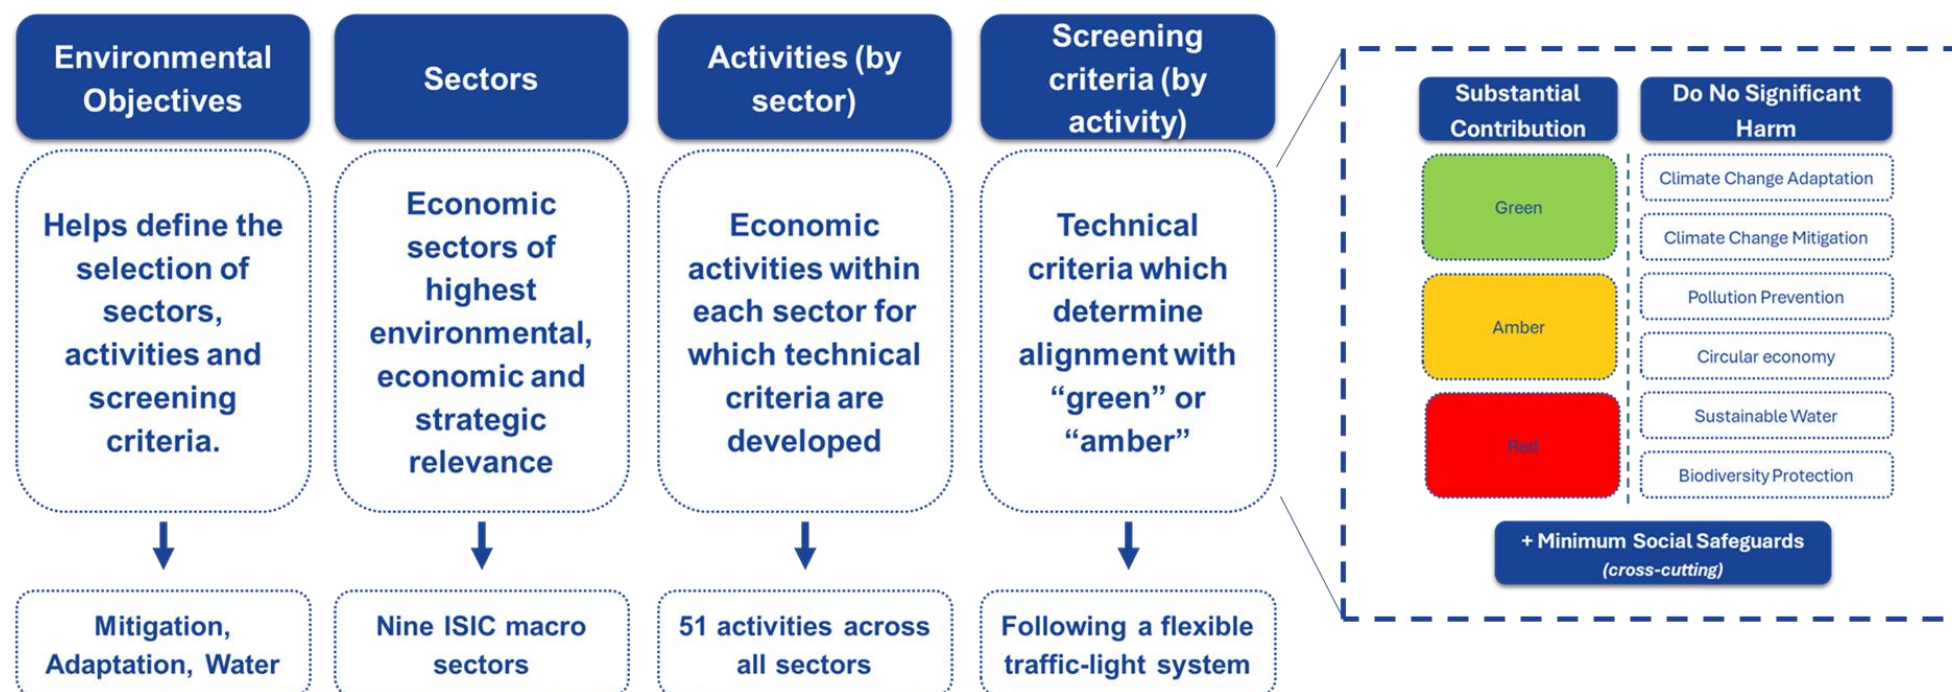 Environmental
Objectives
Helps define the
selection of
sectors,
activities and
screening
criteria.
Mitigation,
Adaptation, Water
Sectors
Economic
sectors of
highest
environmental,
economic and
strategic
relevance
Nine ISIC macro
sectors
Activities (by
sector)
Economic
activities within
each sector for
which technical
criteria are
developed
51 activities across
all sectors
Screening
criteria (by
activity)
Technical
criteria which
determine
alignment with
“green” or
“amber”
Following a flexible
traffic-light system
Substantial
Contribution
Green
Amber
Red
Do No Significant
Harm
Climate Change Adaptation
Climate Change Mitigation
Pollution Prevention
Circular economy
Sustainable Water
Biodiversity Protection
+ Minimum Social Safeguards
(cross-cutting)